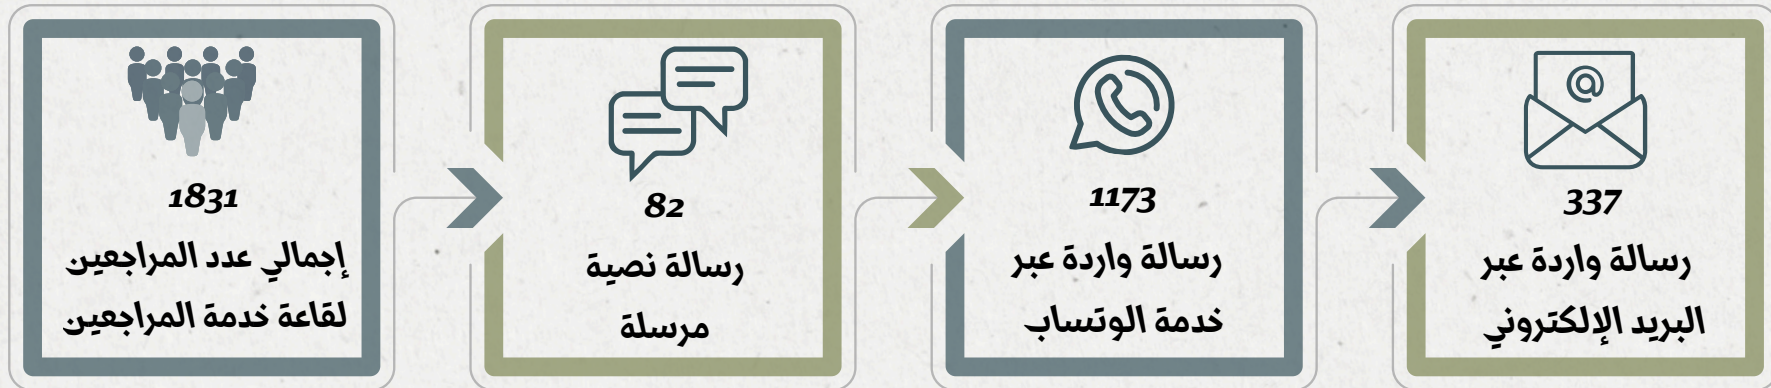 337
رسالة واردة عبر
البريد الإلكتروني
1173
رسالة واردة عبر
خدمة الوتساب
82
رسالة نصية
مرسلة
1831
إجمالي عدد المراجعين
لقاعة خدمة المراجعين